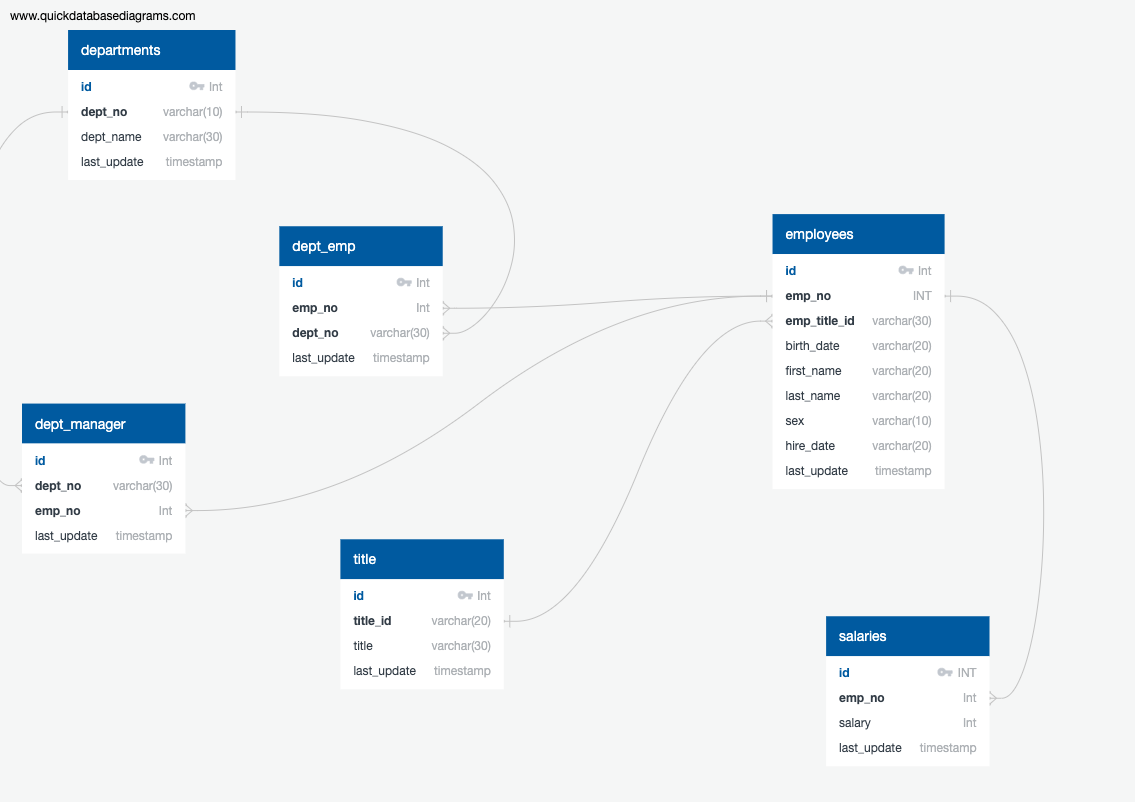 www.quickdatabasediagrams.com
departments
id Int
dept_no varchar(10)
dept_name varchar(30)
last_update timestamp
dept_emp
id Int
emp_no Int
dept_no varchar(30)
last_update timestamp
employees
id Int
emp_no INT
emp_title_id varchar(30)
birth_date varchar(20)
first_name varchar(20)
last_name varchar(20)
sex varchar(10)
hire_date varchar(20)
last_update timestamp
dept_manager
id Int
dept_no varchar(30)
emp_no Int
last_update timestamp
title
id Int
title_id varchar(20)
title varchar(30)
last_update timestamp
salaries
id INT
emp_no Int
salary Int
last_update timestamp